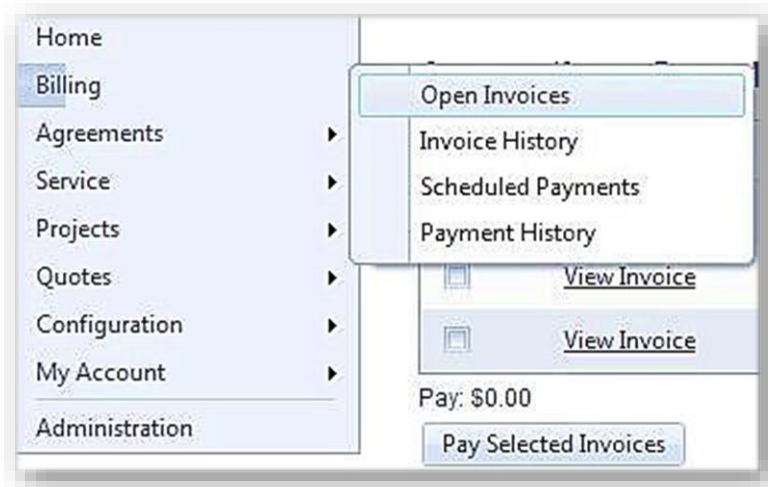 Home
Billing
Agreements
Service
Projects
Quotes
Configuration
My Account
Administration
Open Invoices
Invoice History
Scheduled Payments
Payment History
View Invoice
View Invoice
Pay: $0.00
Pay Selected Invoices